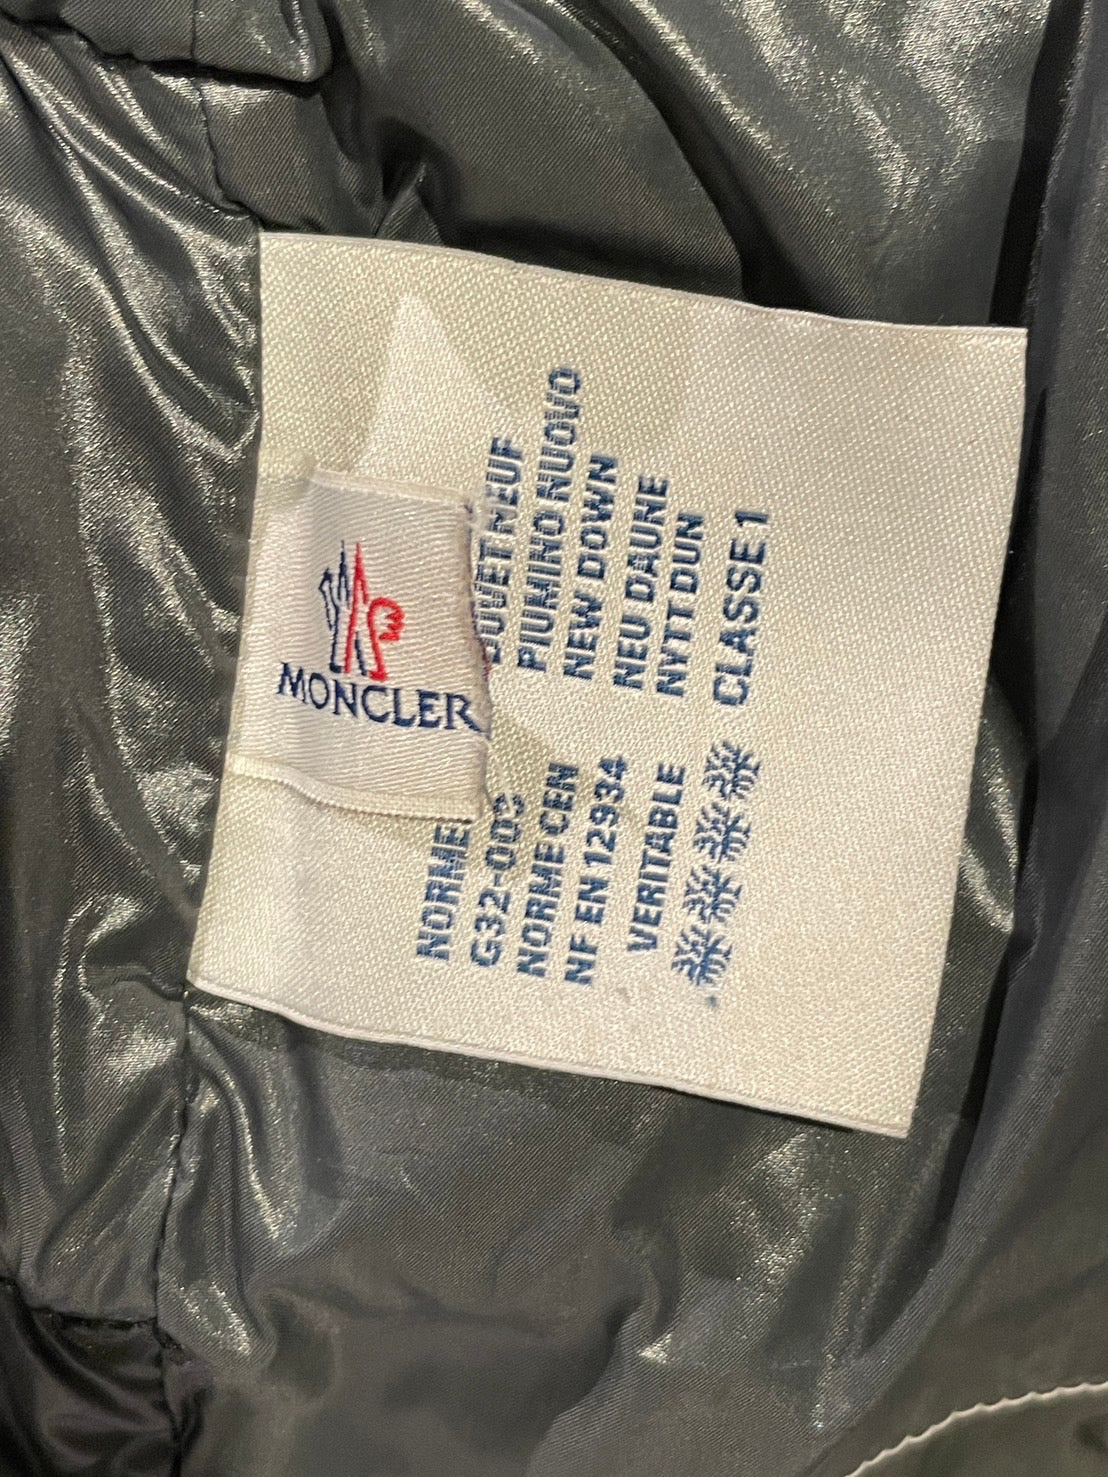 MONCLER
DUVET NEUF
PIUMINO NUOVO
NEW DOWN
NEU DAUNE
NYTT DUN
CLASSE 1
NORME
G32-003
NORME CEN
NF EN 12934
VERITABLE